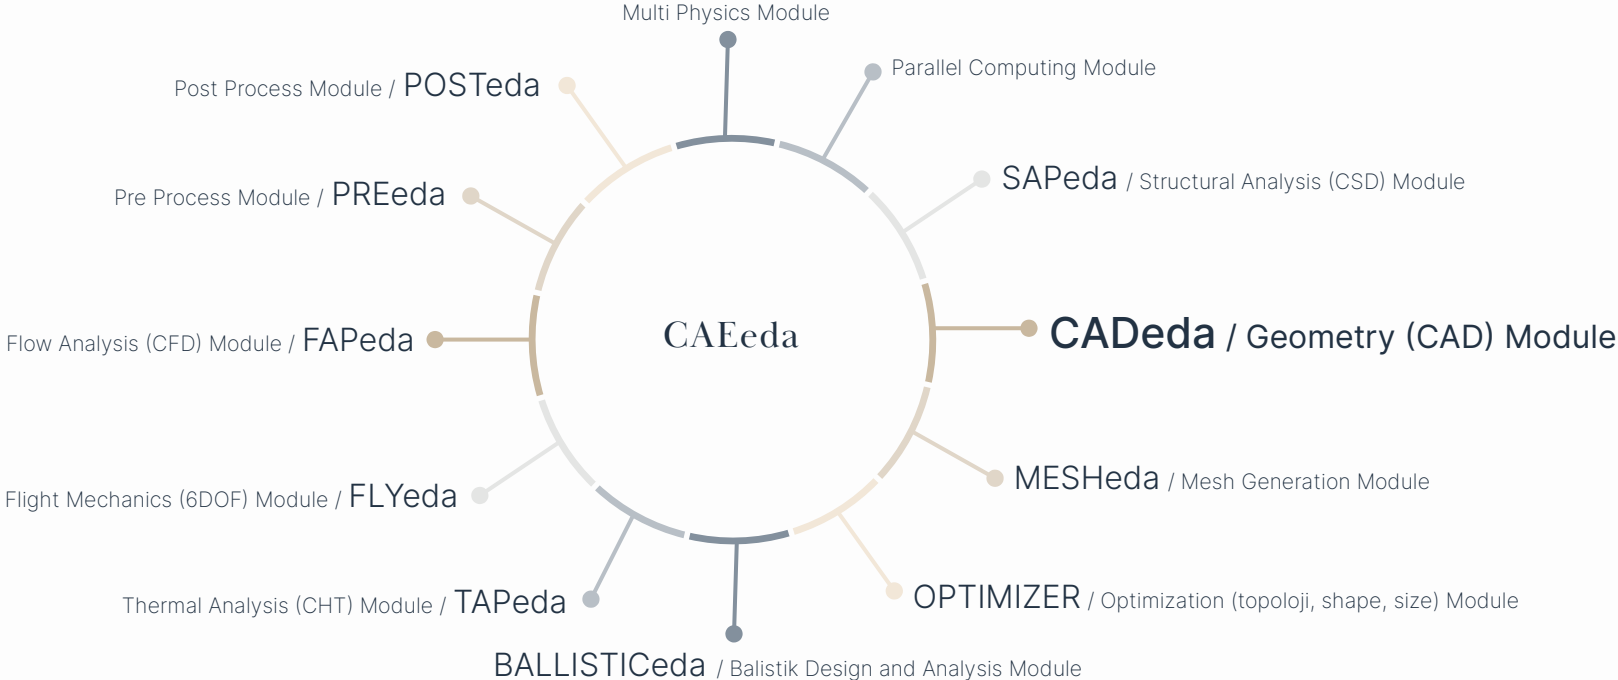 Multi Physics Module
Parallel Computing Module
Post Process Module / POSTeda
SAPeda / Structural Analysis (CSD) Module
Pre Process Module / PREeda
CAEeda
CADeda / Geometry (CAD) Module
Flow Analysis (CFD) Module / FAPeda
MESHeda / Mesh Generation Module
Flight Mechanics (6DOF) Module / FLYeda
OPTIMIZER / Optimization (topoloji, shape, size) Module
Thermal Analysis (CHT) Module / TAPeda
BALLISTICeda / Balistik Design and Analysis Module